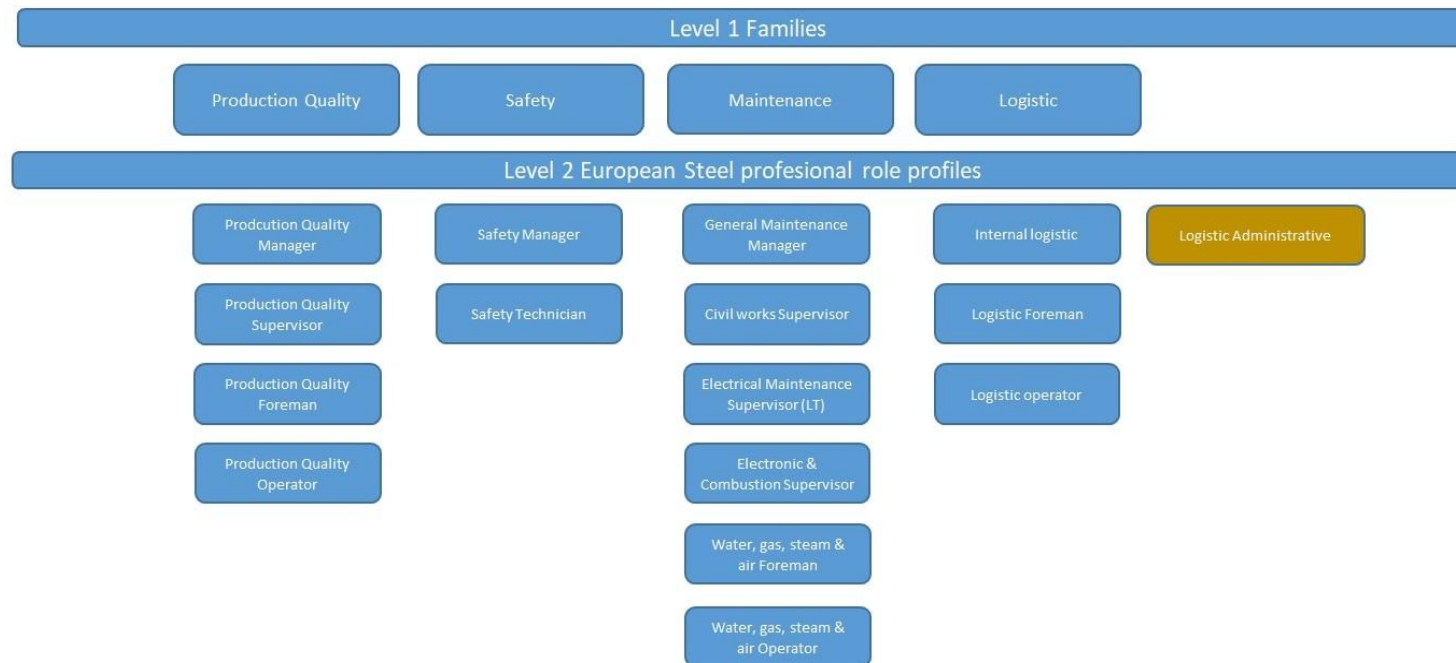 Level 1 Families
Production Quality
Safety
Maintenance
Logistic
Level 2 European Steel profesional role profiles
Prodcution Quality
Manager
Safety Manager
General Maintenance
Manager
Internal logistic
Logistic Administrative
Production Quality
Supervisor
Safety Technician
Civil works Supervisor
Logistic Foreman
Production Quality
Foreman
Electrical Maintenance
Supervisor (LT)
Logistic operator
Production Quality
Operator
Electronic &
Combustion Supervisor
Water, gas, steam &
air Foreman
Water, gas, steam &
air Operator